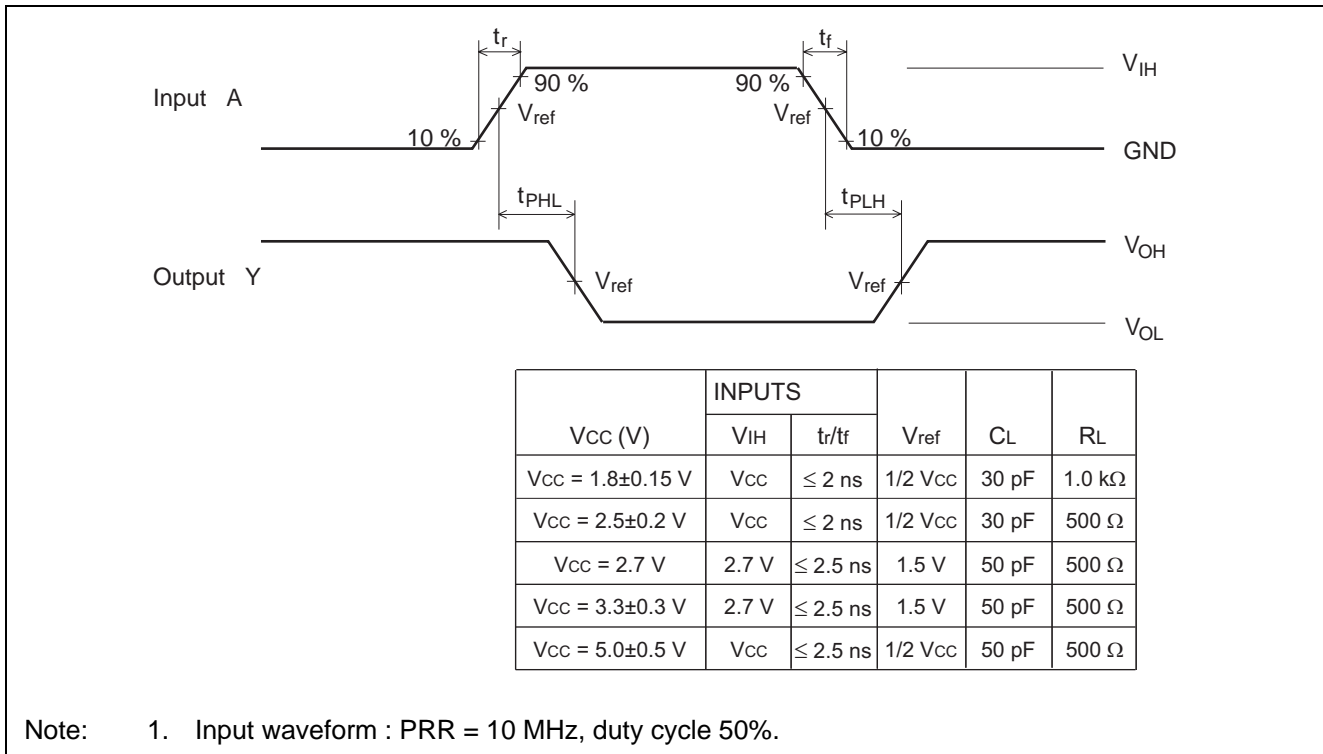 tr
tf
VIH
90 %
90 %
Input A
Vref
Vref
10 %
10 %
GND
tPHL
tPLH
VOH
Output Y
Vref
Vref
VOL
INPUTS
VCC (V)
VIH
tr/tf
Vref
CL
RL
VCC = 1.8±0.15 V
VCC
≤ 2 ns
1/2 VCC
30 pF
1.0 kΩ
VCC = 2.5±0.2 V
VCC
≤ 2 ns
1/2 VCC
30 pF
500 Ω
VCC = 2.7 V
2.7 V
≤ 2.5 ns
1.5 V
50 pF
500 Ω
VCC = 3.3±0.3 V
2.7 V
≤ 2.5 ns
1.5 V
50 pF
500 Ω
VCC = 5.0±0.5 V
VCC
≤ 2.5 ns
1/2 VCC
50 pF
500 Ω
Note: 1. Input waveform : PRR = 10 MHz, duty cycle 50%.